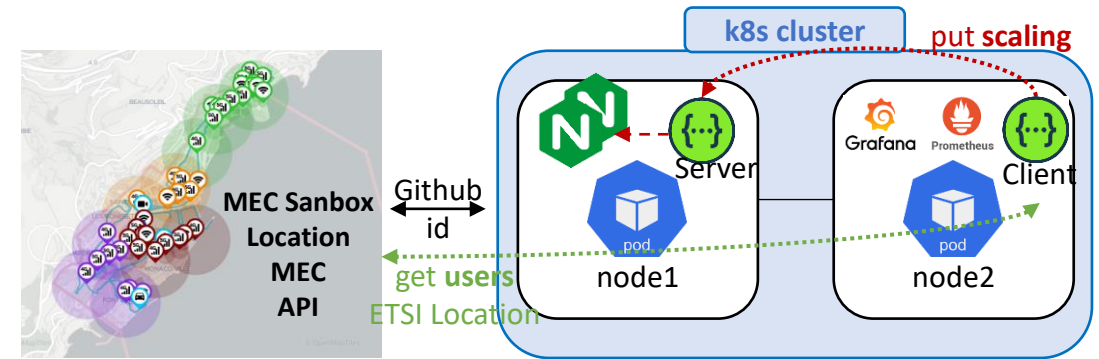 k8s cluster
put scaling
BEAUSOLEIL
MEC Sanbox
Location
MEC
API
Github
id
get users
ETSI Location
N N
{...}
Server
pod
node1
Grafana
Prometheus
{...}
Client
pod
node2